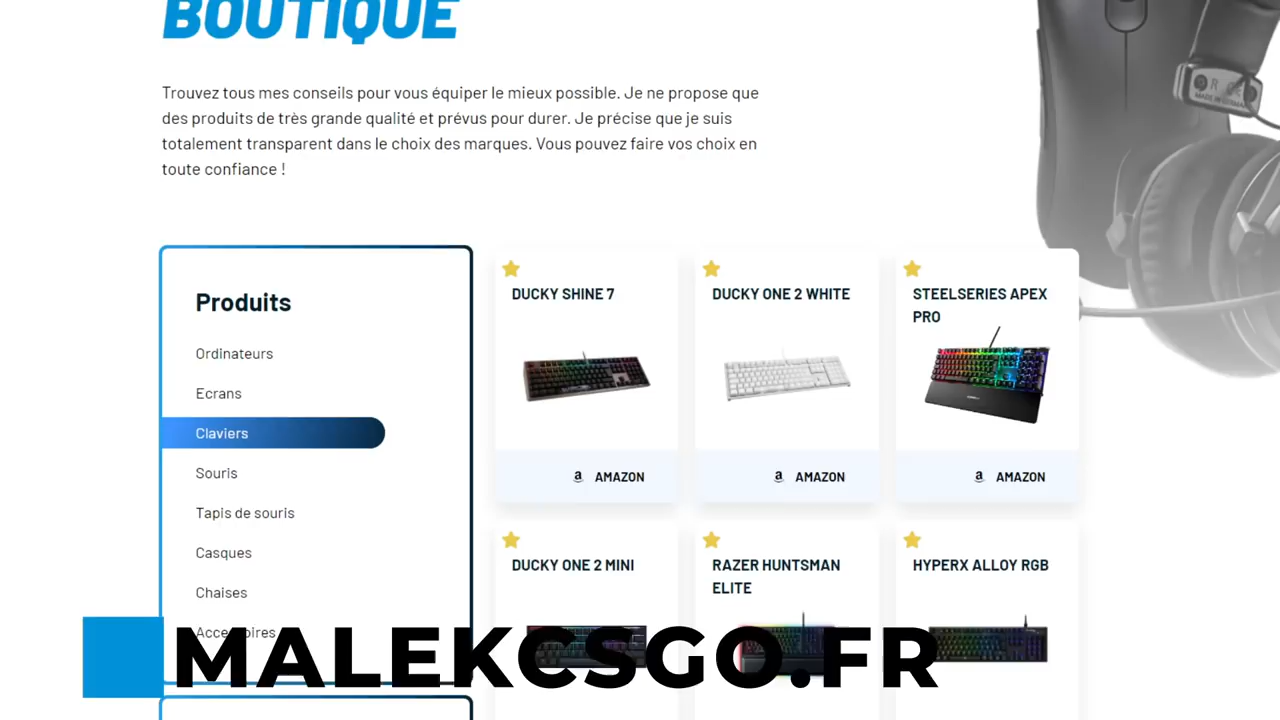 BOUTIQUE
Trouvez tous mes conseils pour vous équiper le mieux possible. Je ne propose que
des produits de très grande qualité et prévus pour durer. Je précise que je suis
totalement transparent dans le choix des marques. Vous pouvez faire vos choix en
toute confiance !
Produits
Ordinateurs
Ecrans
Claviers
Souris
Tapis de souris
Casques
Chaises
Accessoires
DUCKY SHINE 7
AMAZON
DUCKY ONE 2 WHITE
AMAZON
STEELSERIES APEX
PRO
AMAZON
DUCKY ONE 2 MINI
RAZER HUNTSMAN
ELITE
HYPERX ALLOY RGB
MALEKCSGO.FR